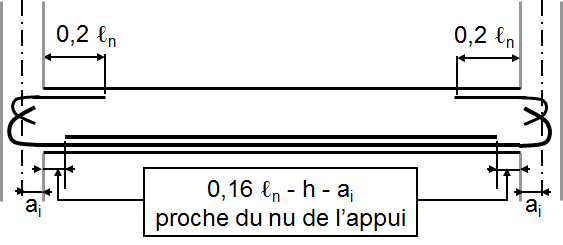 0,2 ℓn
0,2 ℓn
0,16 ℓn - h - ai
proche du nu de l'appui
ai
ai